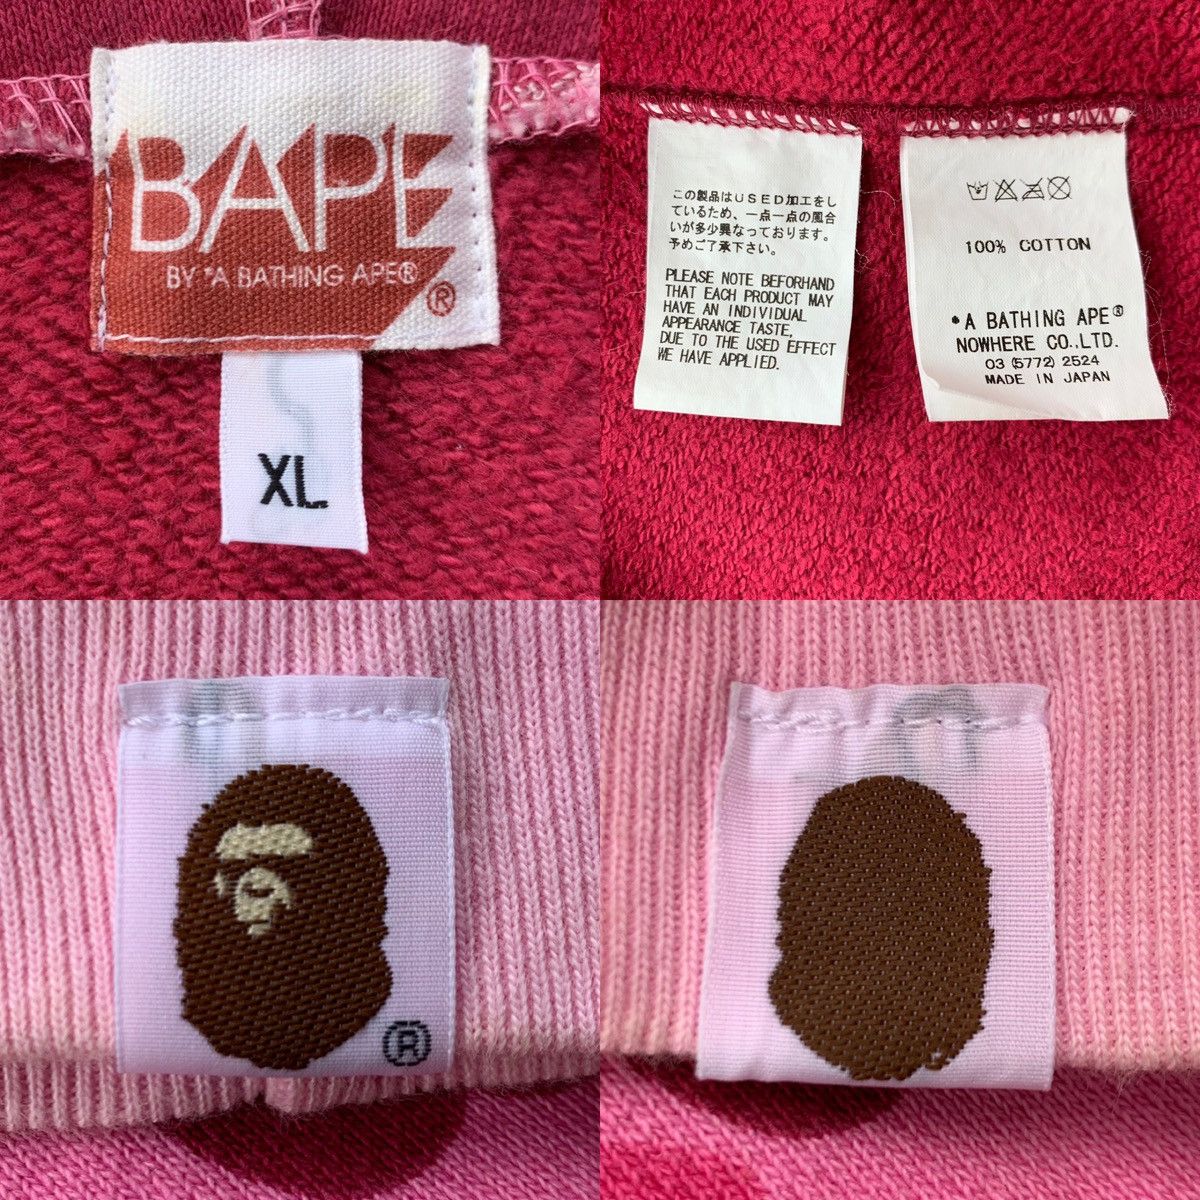 BAPE
BY *A BATHING APE®
®
XL
この製品はUSED加工をし
ているため、一点一点の風合
いが多少異なっております。
予めご了承下さい。
PLEASE NOTE BEFORHAND
THAT EACH PRODUCT MAY
HAVE AN INDIVIDUAL
APPEARANCE TASTE,
DUE TO THE USED EFFECT
WE HAVE APPLIED.
100% COTTON
*A BATHING APE®
NOWHERE CO.,LTD.
03 (5772) 2524
MADE IN JAPAN
®